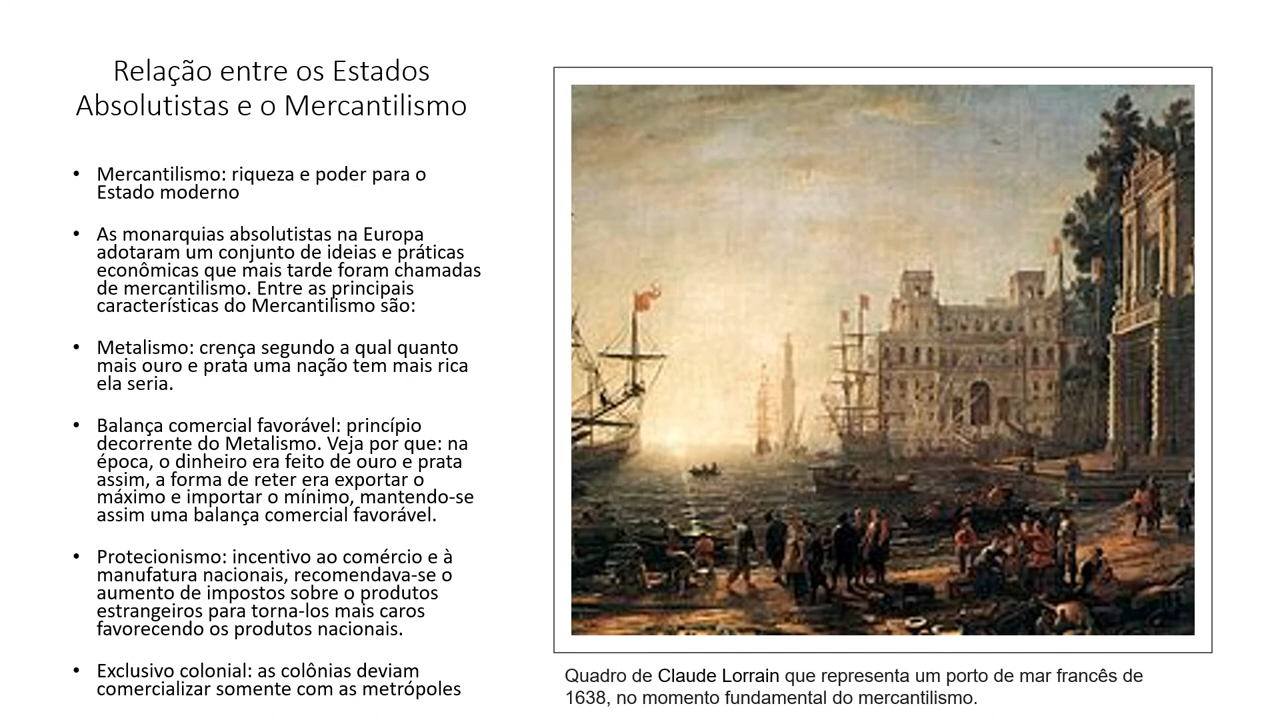 Relação entre os Estados
Absolutistas e o Mercantilismo
• Mercantilismo: riqueza e poder para o
Estado moderno
• As monarquias absolutistas na Europa
adotaram um conjunto de ideias e práticas
econômicas que mais tarde foram chamadas
de mercantilismo. Entre as principais
características do Mercantilismo são:
• Metalismo: crença segundo a qual quanto
mais ouro e prata uma nação tem mais rica
ela seria.
• Balança comercial favorável: princípio
decorrente do Metalismo. Veja por que: na
época, o dinheiro era feito de ouro e prata
assim, a forma de reter era exportar o
máximo e importar o mínimo, mantendo-se
assim uma balança comercial favorável.
• Protecionismo: incentivo ao comércio e à
manufatura nacionais, recomendava-se o
aumento de impostos sobre o produtos
estrangeiros para torna-los mais caros
favorecendo os produtos nacionais.
• Exclusivo colonial: as colônias deviam
comercializar somente com as metrópoles
Quadro de Claude Lorrain que representa um porto de mar francês de
1638, no momento fundamental do mercantilismo.